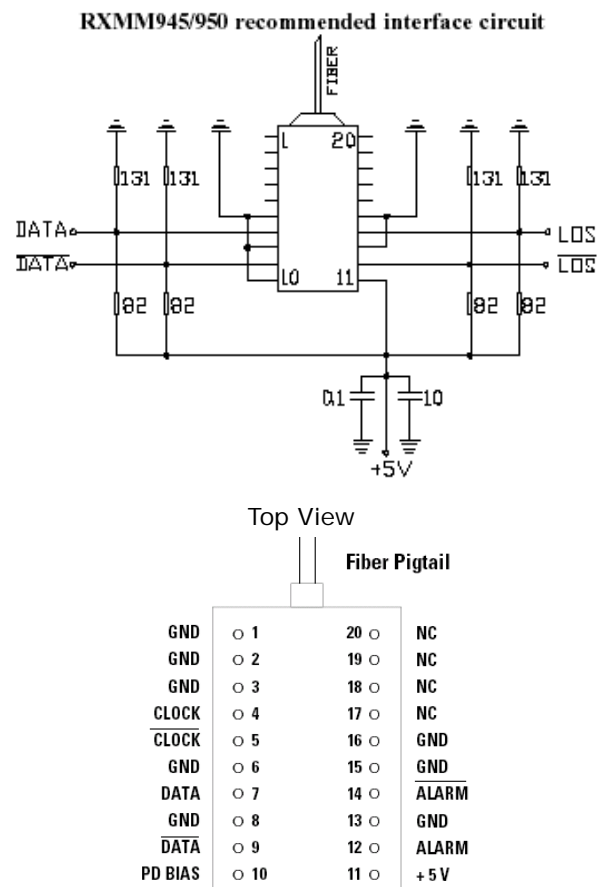 RXMM945/950 recommended interface circuit
FIBER
1 20
131 131 131 131
DATA LOS
DATA LOS
10 11
82 82 82 82
0.1 10
+5V
Top View
Fiber Pigtail
GND 1 20 NC
GND 2 19 NC
GND 3 18 NC
CLOCK 4 17 NC
CLOCK 5 16 GND
GND 6 15 GND
DATA 7 14 ALARM
GND 8 13 GND
DATA 9 12 ALARM
PD BIAS 10 11 + 5 V